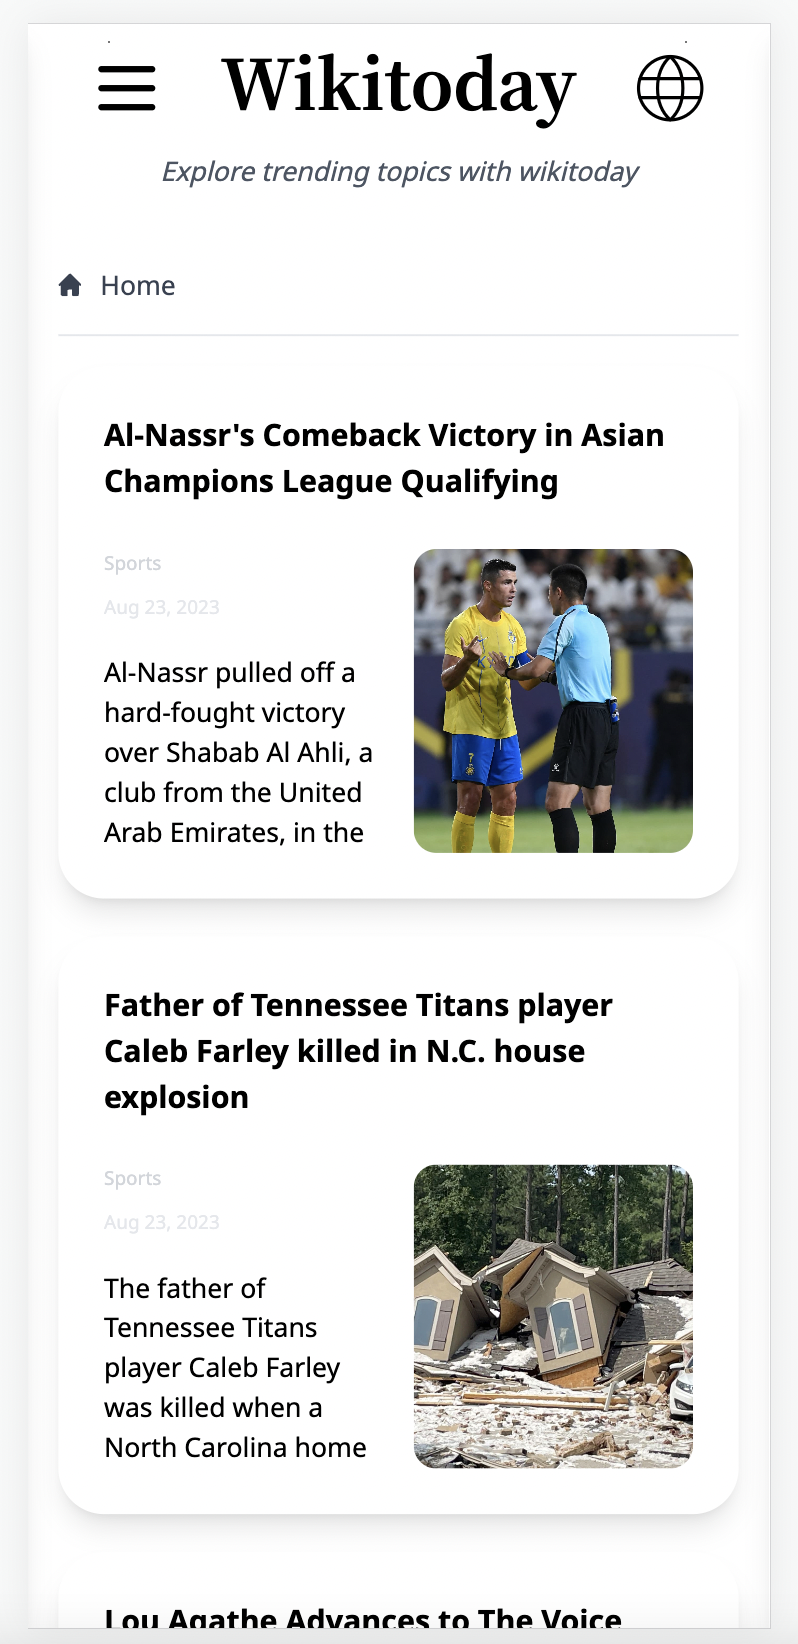 Wikitoday
Explore trending topics with wikitoday
Home
Al-Nassr's Comeback Victory in Asian
Champions League Qualifying
Sports
Aug 23, 2023
Al-Nassr pulled off a
hard-fought victory
over Shabab Al Ahli, a
club from the United
Arab Emirates, in the
Father of Tennessee Titans player
Caleb Farley killed in N.C. house
explosion
Sports
Aug 23, 2023
The father of
Tennessee Titans
player Caleb Farley
was killed when a
North Carolina home
Lou Agathe Advances to The Voice